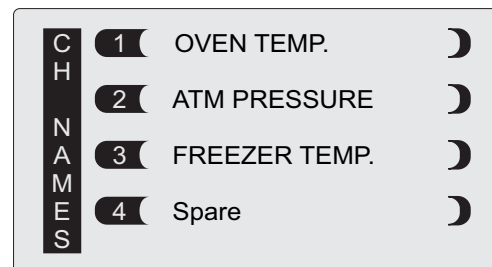 CH NAMES
1 OVEN TEMP.
2 ATM PRESSURE
3 FREEZER TEMP.
4 Spare